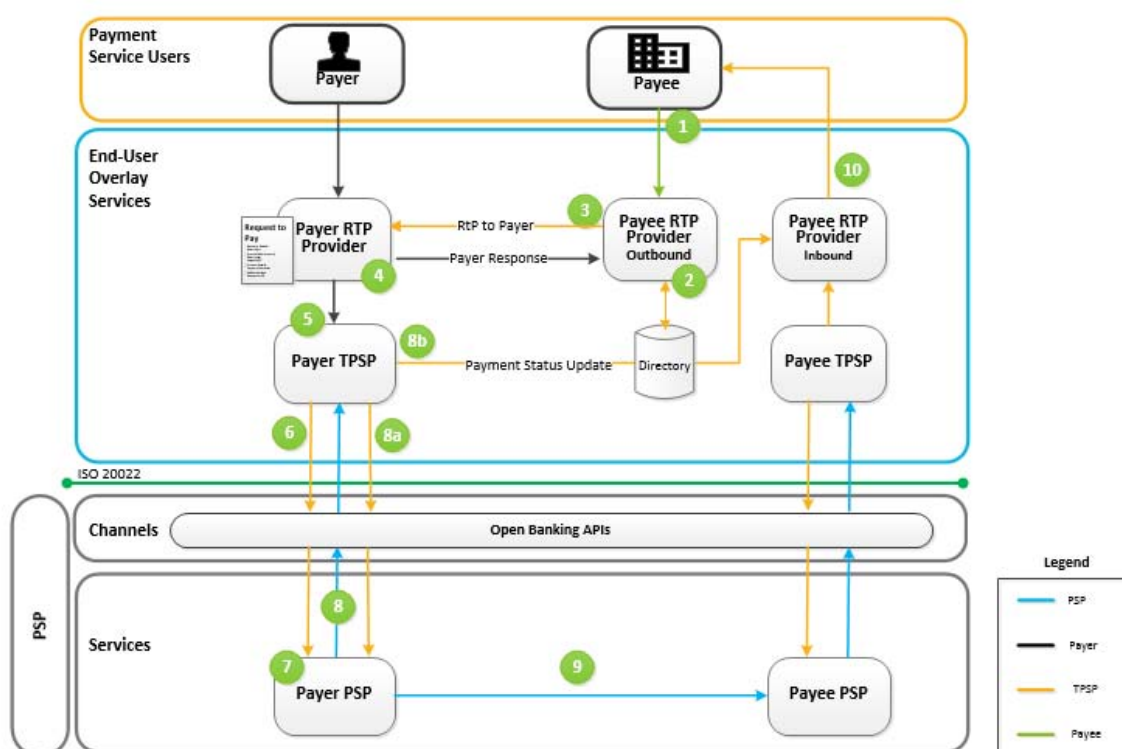 Payment
Service Users
Payer
Payee
1
End-User
Overlay
Services
10
3
Request to
Pay
Payer RTP
Provider
RtP to Payer
Payee RTP
Provider
Outbound
Payee RTP
Provider
Inbound
Payer Response
4
2
5
8b
Payer TPSP
Payment Status Update
Directory
Payee TPSP
6
8a
ISO 20022
PSP
Channels
Open Banking APIs
Services
8
7
Payer PSP
9
Payee PSP
Legend
PSP
Payer
TPSP
Payee